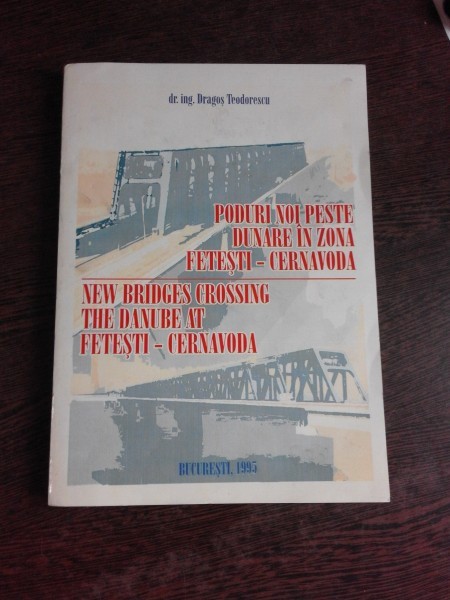 dr. ing. Dragoș Teodorescu
PODURI NOI PESTE
DUNARE ÎN ZONA
FETEȘTI – CERNAVODA
NEW BRIDGES CROSSING
THE DANUBE AT
FETEȘTI – CERNAVODA
BUCUREȘTI, 1995